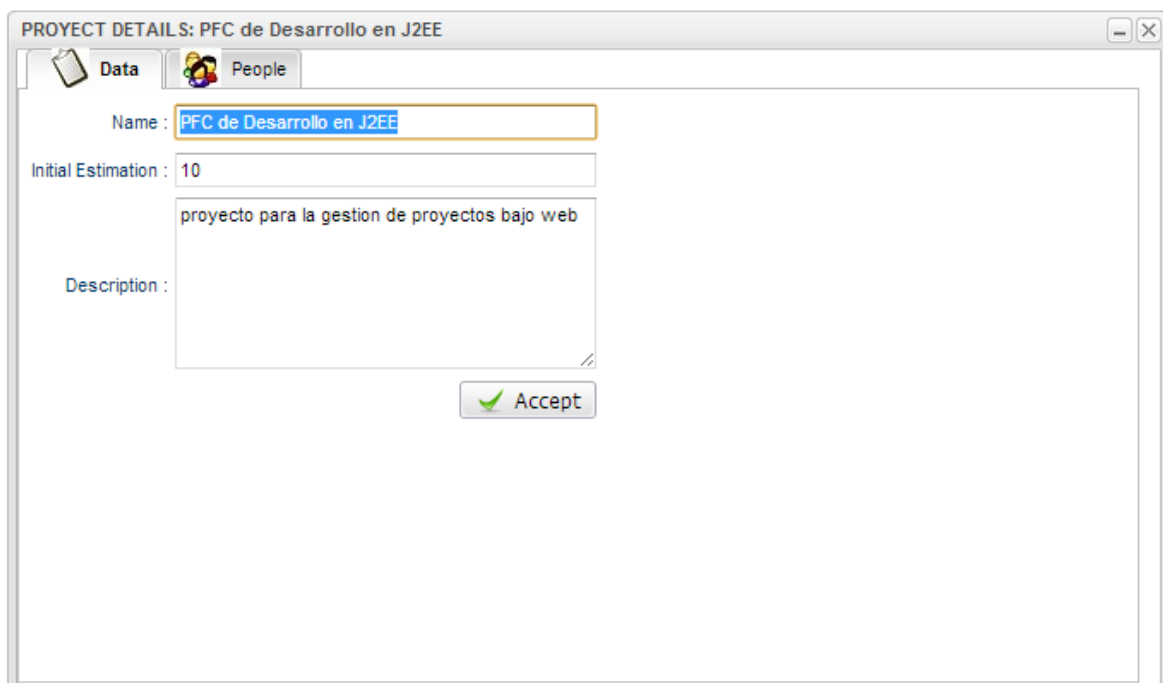 PROYECT DETAILS: PFC de Desarrollo en J2EE
Data People
Name : PFC de Desarrollo en J2EE
Initial Estimation : 10
proyecto para la gestion de proyectos bajo web
Description :
Accept